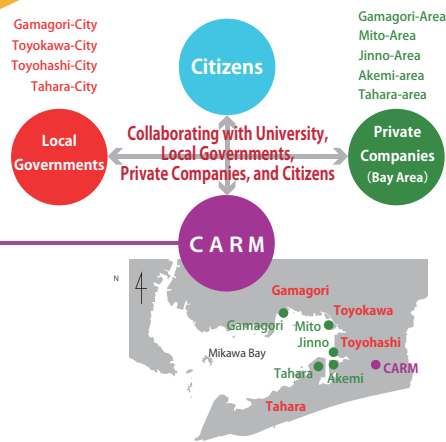 Gamagori-City
Toyokawa-City
Toyohashi-City
Tahara-City
Citizens
Gamagori-Area
Mito-Area
Jinno-Area
Akemi-area
Tahara-area
Local
Governments
Collaborating with University,
Local Governments,
Private Companies, and Citizens
Private
Companies
(Bay Area)
CARM
N
Gamagori
Toyokawa
Gamagori
Mito
Jinno
Toyohashi
Mikawa Bay
Tahara
Akemi
CARM
Tahara